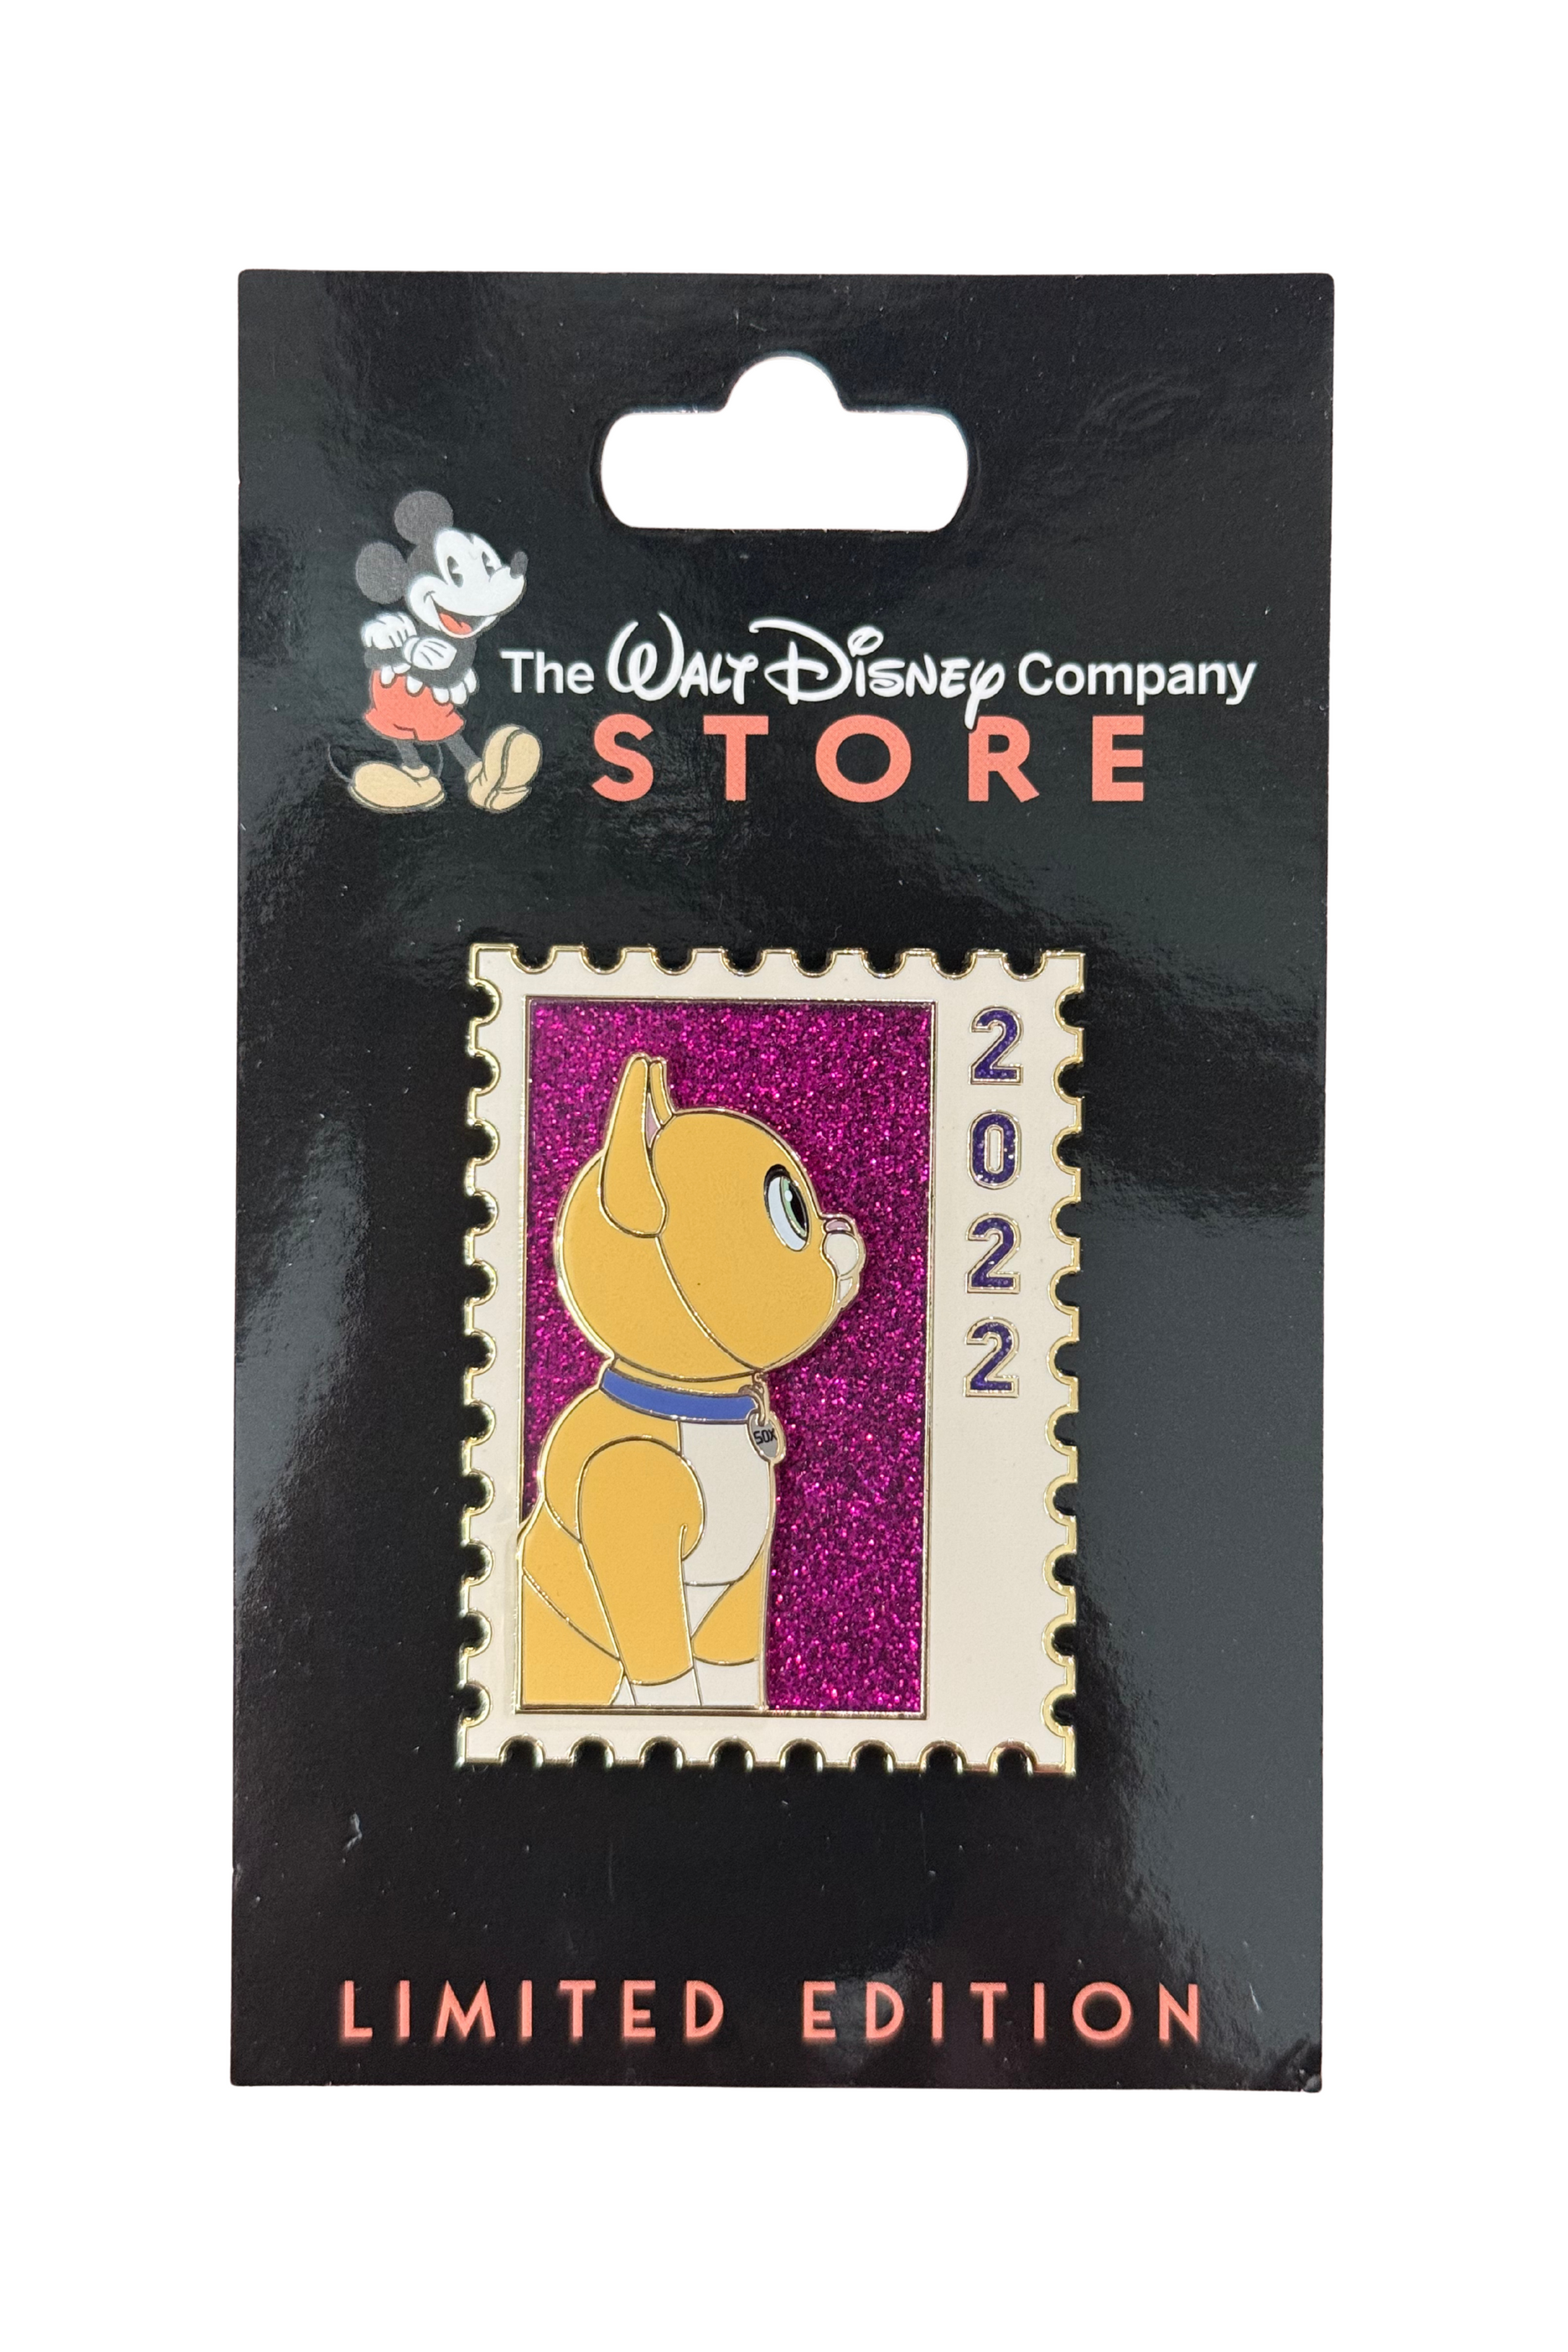 The Walt Disney Company
STORE
2022
SOX
LIMITED EDITION